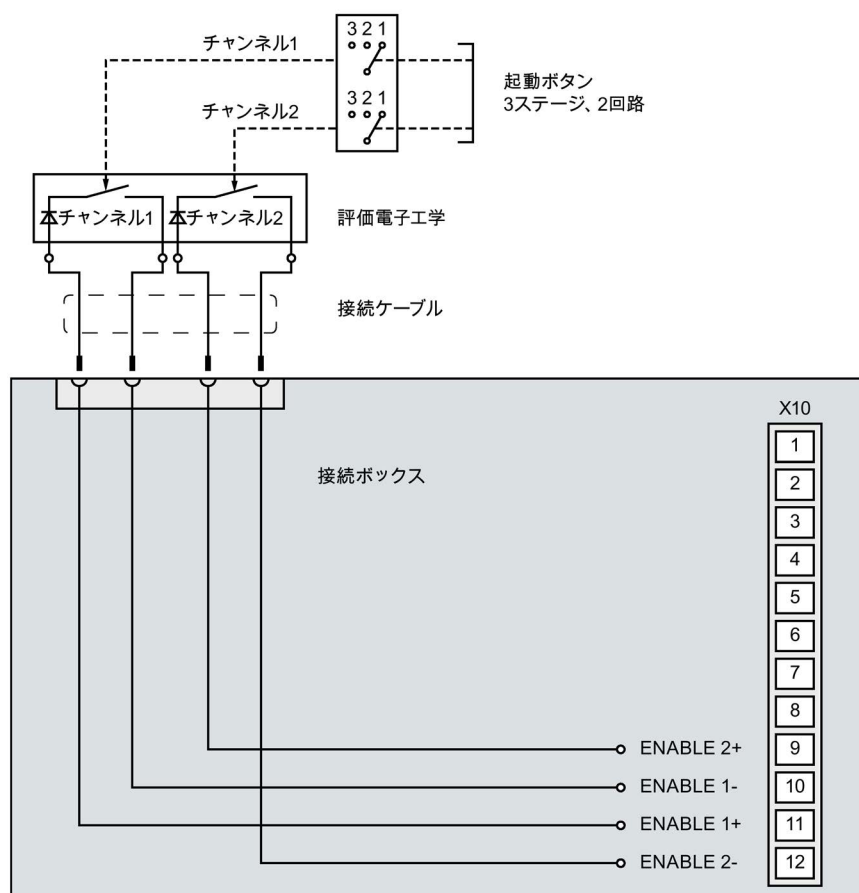 3 2 1
チャンネル1
起動ボタン
3ステージ、2回路
3 2 1
チャンネル2
チャンネル1
チャンネル2
評価電子工学
接続ケーブル
X10
接続ボックス
1
2
3
4
5
6
7
8
ENABLE 2+
9
ENABLE 1-
10
ENABLE 1+
11
ENABLE 2-
12